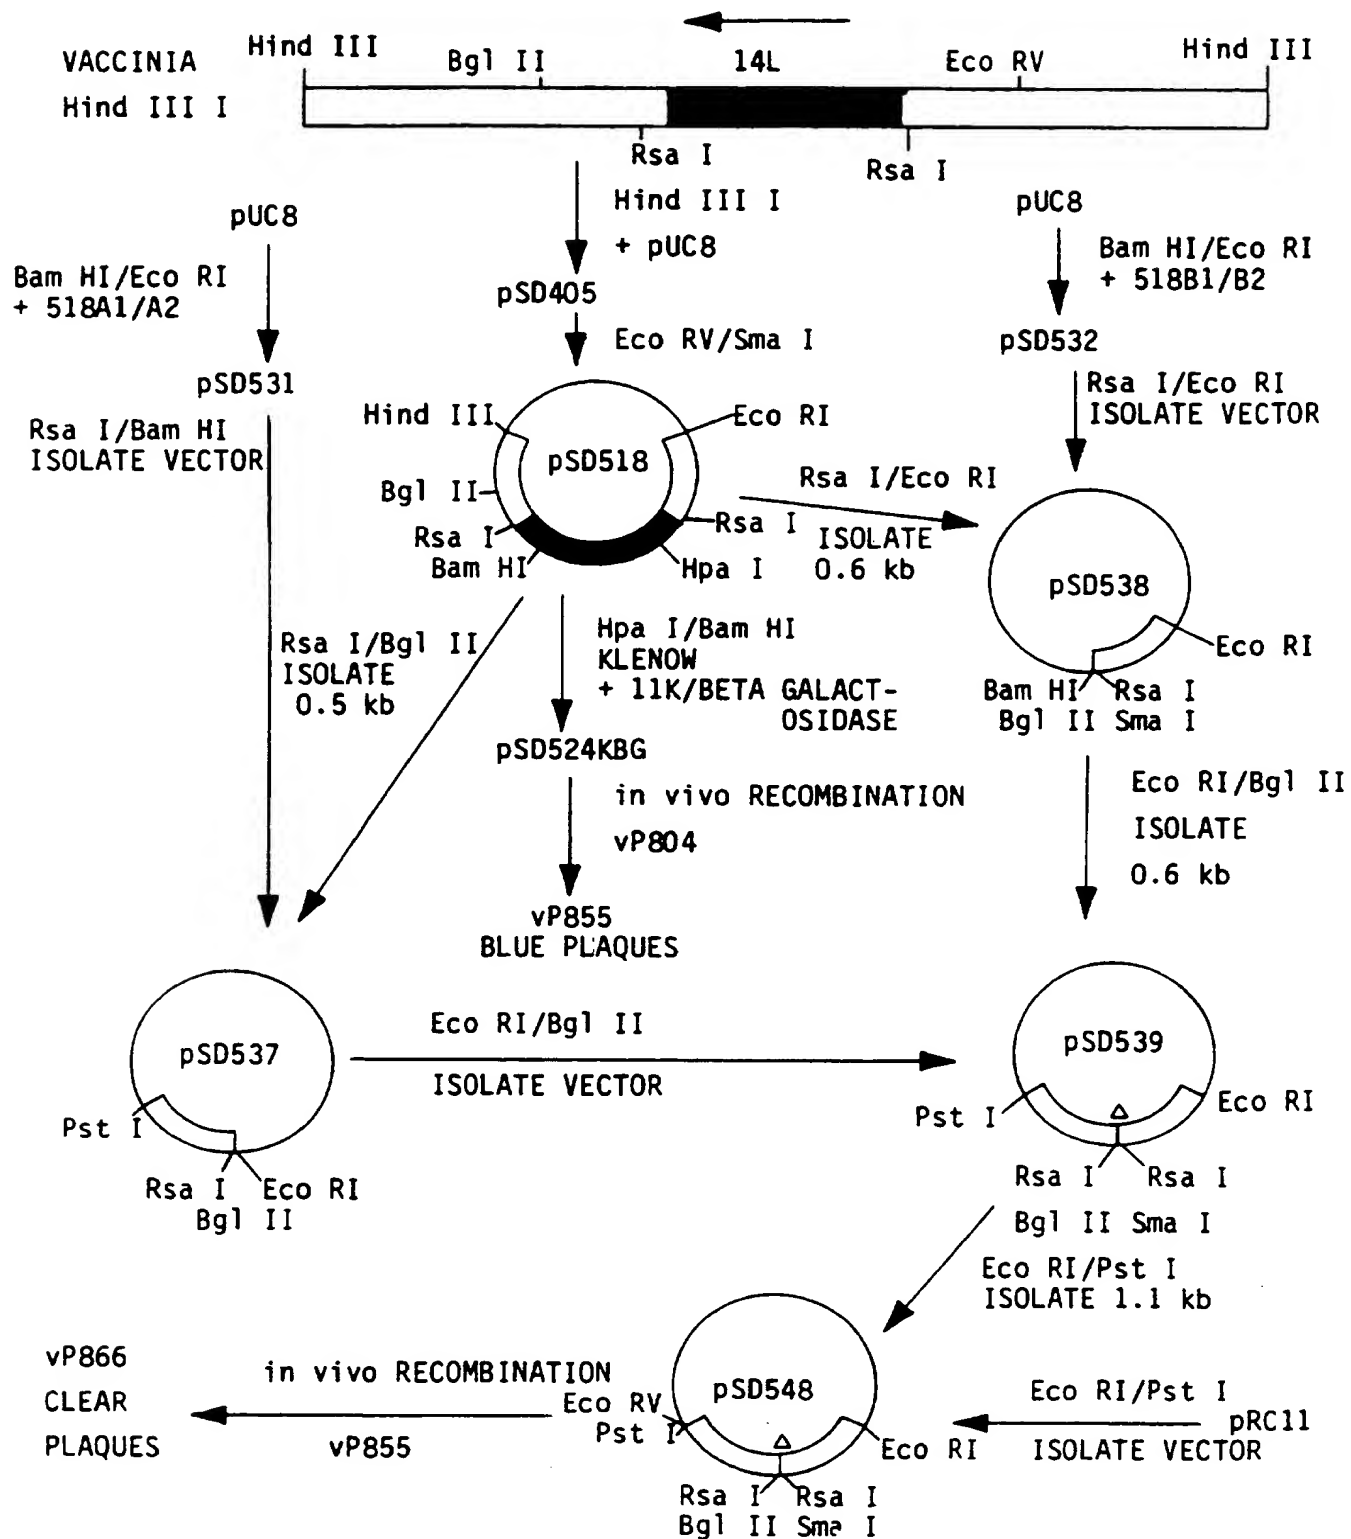 VACCINIA
Hind III I
Hind III
Bgl II
14L
Eco RV
Hind III
Rsa I
Rsa I
pUC8
Hind III I
+ pUC8
pUC8
Bam HI/Eco RI
+ 518A1/A2
pSD405
Bam HI/Eco RI
+ 518B1/B2
Eco RV/Sma I
pSD531
pSD532
Rsa I/Bam HI
ISOLATE VECTOR
Rsa I/Eco RI
ISOLATE VECTOR
Hind III
Eco RI
pSD518
Bgl II
Rsa I
Bam HI
Rsa I
Hpa I
Rsa I/Eco RI
ISOLATE
0.6 kb
pSD538
Eco RI
Bam HI
Rsa I
Bgl II Sma I
Rsa I/Bgl II
ISOLATE
0.5 kb
Hpa I/Bam HI
KLENOW
+ 11K/BETA GALACT-
OSIDASE
pSD524KBG
in vivo RECOMBINATION
vP804
vP855
BLUE PLAQUES
Eco RI/Bgl II
ISOLATE
0.6 kb
pSD537
Pst I
Rsa I
Eco RI
Bgl II
Eco RI/Bgl II
ISOLATE VECTOR
pSD539
Pst I
Eco RI
Δ
Rsa I
Rsa I
Bgl II Sma I
Eco RI/Pst I
ISOLATE 1.1 kb
vP866
CLEAR
PLAQUES
in vivo RECOMBINATION
vP855
pSD548
Eco RV
Pst I
Δ
Eco RI
Rsa I
Rsa I
Bgl II Sma I
Eco RI/Pst I
ISOLATE VECTOR
pRC11